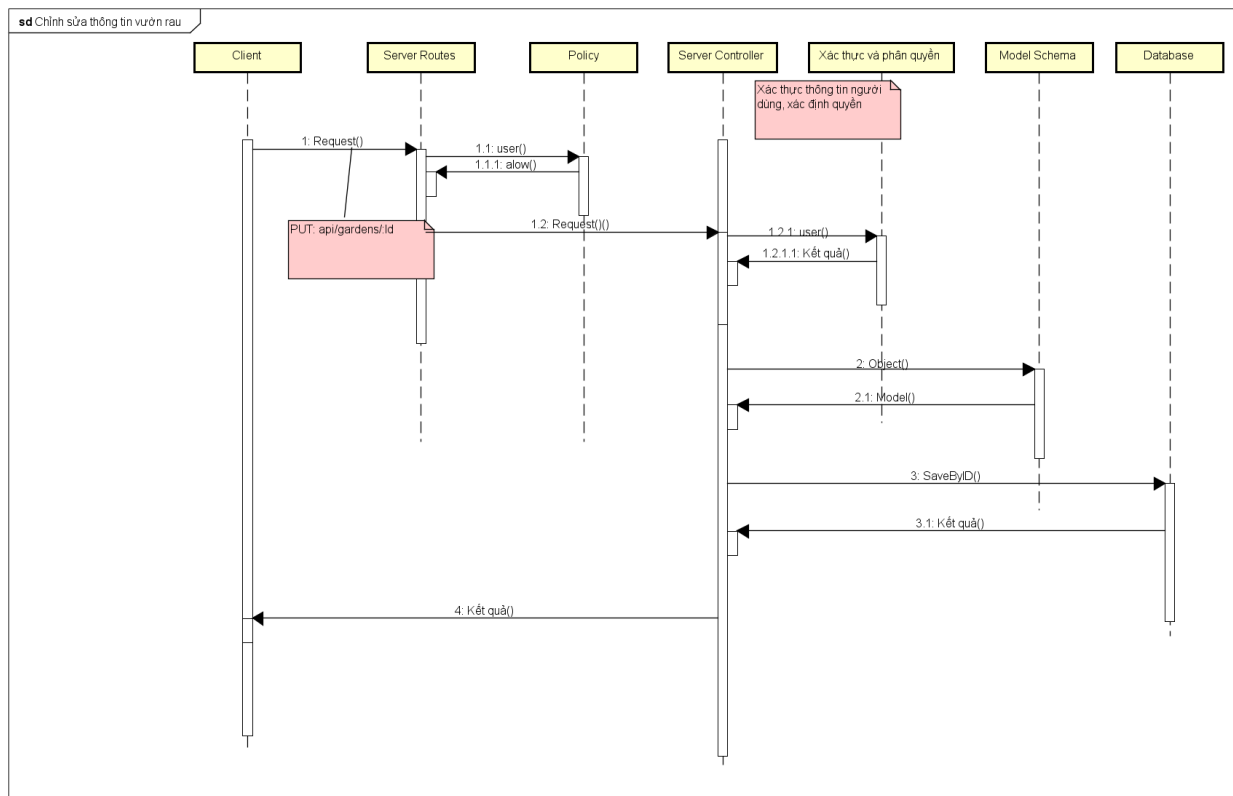 sd Chỉnh sửa thông tin vườn rau
Client
Server Routes
Policy
Server Controller
Xác thực và phân quyền
Model Schema
Database
Xác thực thông tin người
dùng, xác định quyền
1: Request()
1.1: user()
1.1.1: alow()
PUT: api/gardens/:Id
1.2: Request()()
1.2.1: user()
1.2.1.1: Kết quả()
2: Object()
2.1: Model()
3: SaveByID()
3.1: Kết quả()
4: Kết quả()